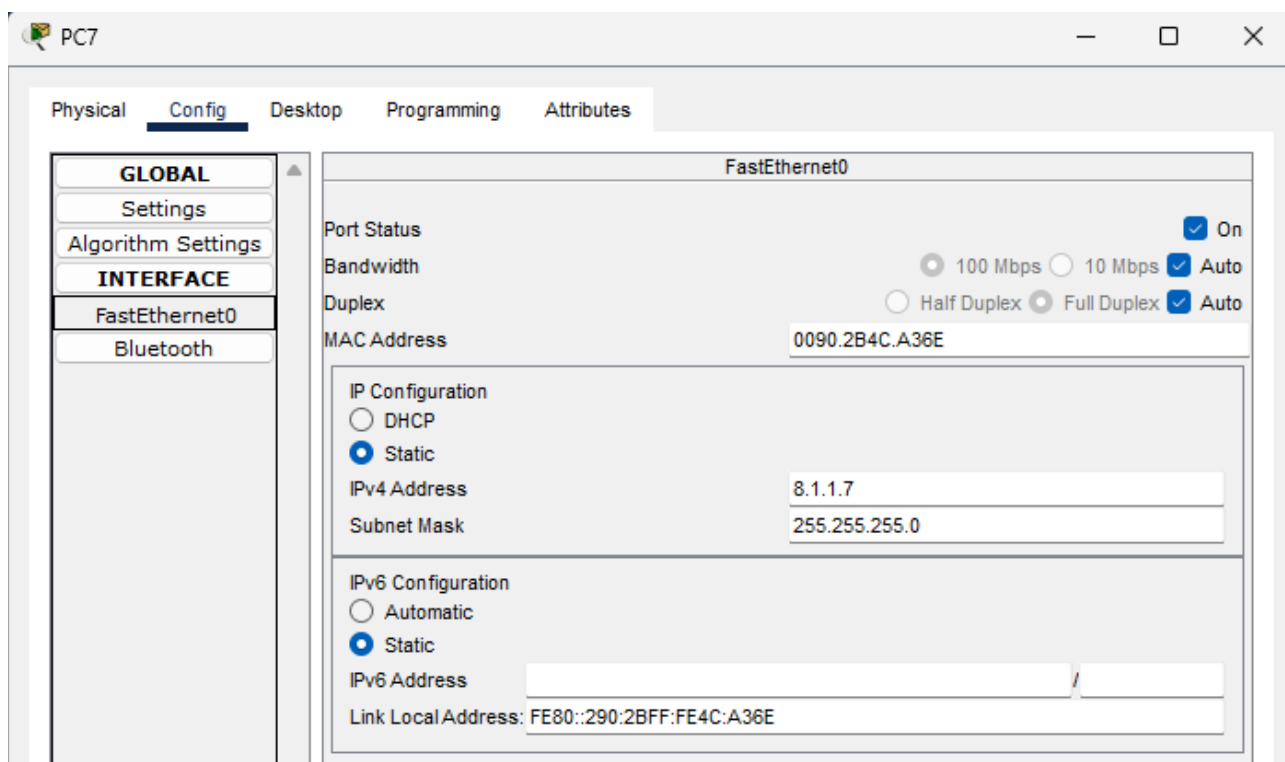 PC7
Physical Config Desktop Programming Attributes
GLOBAL
Settings
Algorithm Settings
INTERFACE
FastEthernet0
Bluetooth
FastEthernet0
Port Status On
Bandwidth 100 Mbps 10 Mbps Auto
Duplex Half Duplex Full Duplex Auto
MAC Address 0090.2B4C.A36E
IP Configuration
DHCP
Static
IPv4 Address 8.1.1.7
Subnet Mask 255.255.255.0
IPv6 Configuration
Automatic
Static
IPv6 Address /
Link Local Address: FE80::290:2BFF:FE4C:A36E